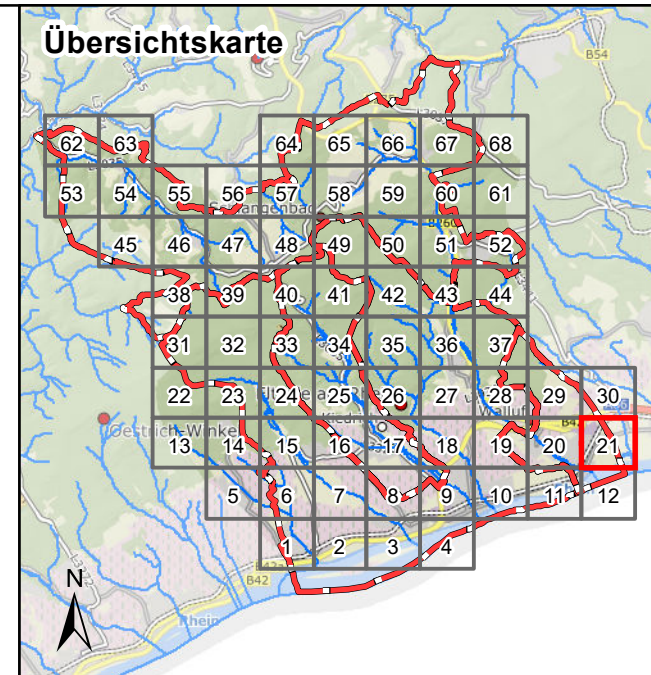 Übersichtskarte
B54
62 63 64 65 66 67 68
53 54 55 56 57 58 59 60 61
45 46 47 48 49 50 51 52
38 39 40 41 42 43 44
31 32 33 34 35 36 37
22 23 24 25 26 27 28 29 30
Oestrich-Winkel
Walluf
13 14 15 16 17 18 19 20 21
5 6 7 8 9 10 11 12
1 2 3 4
N
B42a
B42
Rhein